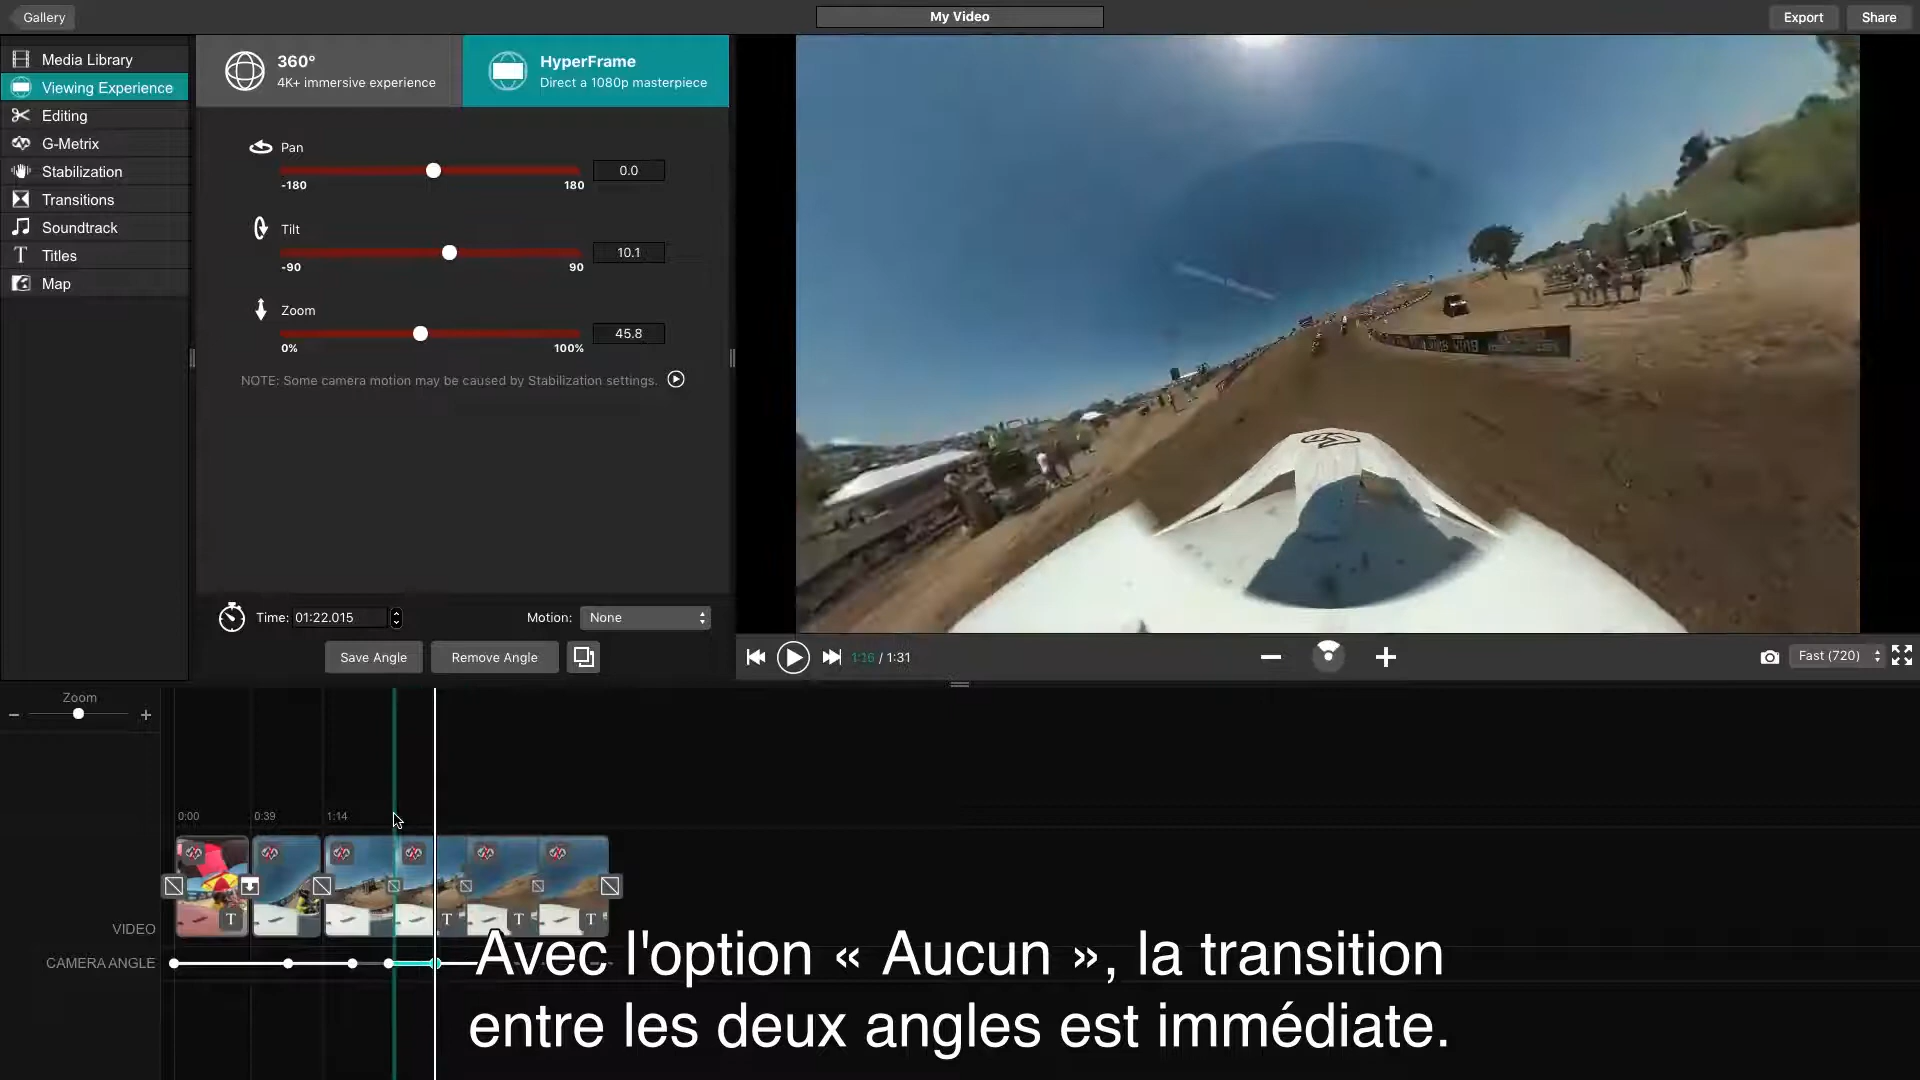 Gallery
My Video
Export
Share
Media Library
Viewing Experience
Editing
G-Metrix
Stabilization
Transitions
Soundtrack
Titles
Map
360°
4K+ immersive experience
HyperFrame
Direct a 1080p masterpiece
Pan
0.0
-180
180
Tilt
10.1
-90
90
Zoom
45.8
0%
100%
NOTE: Some camera motion may be caused by Stabilization settings.
Time: 01:22.015
Motion: None
Save Angle
Remove Angle
1:16 / 1:31
Fast (720)
Zoom
0:00
0:39
1:14
T
T
T
T
VIDEO
CAMERA ANGLE
Avec l'option « Aucun », la transition
entre les deux angles est immédiate.